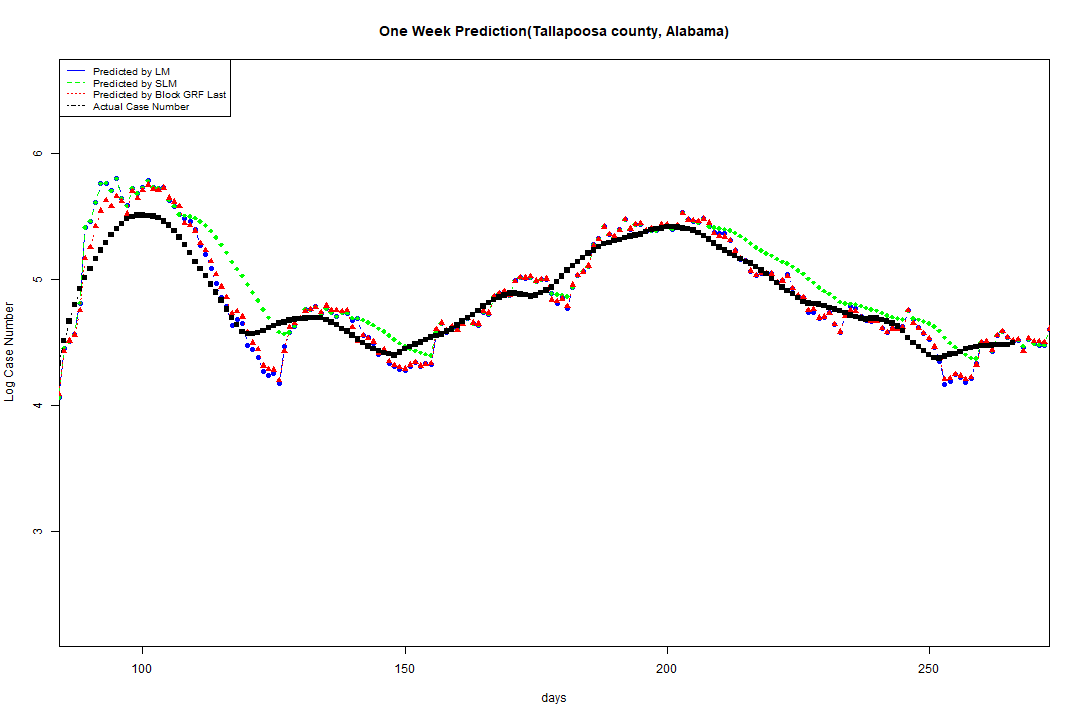 One Week Prediction(Tallapoosa county, Alabama)
Predicted by LM
Predicted by SLM
Predicted by Block GRF Last
Actual Case Number
6
5
4
3
Log Case Number
100 150 200 250
days